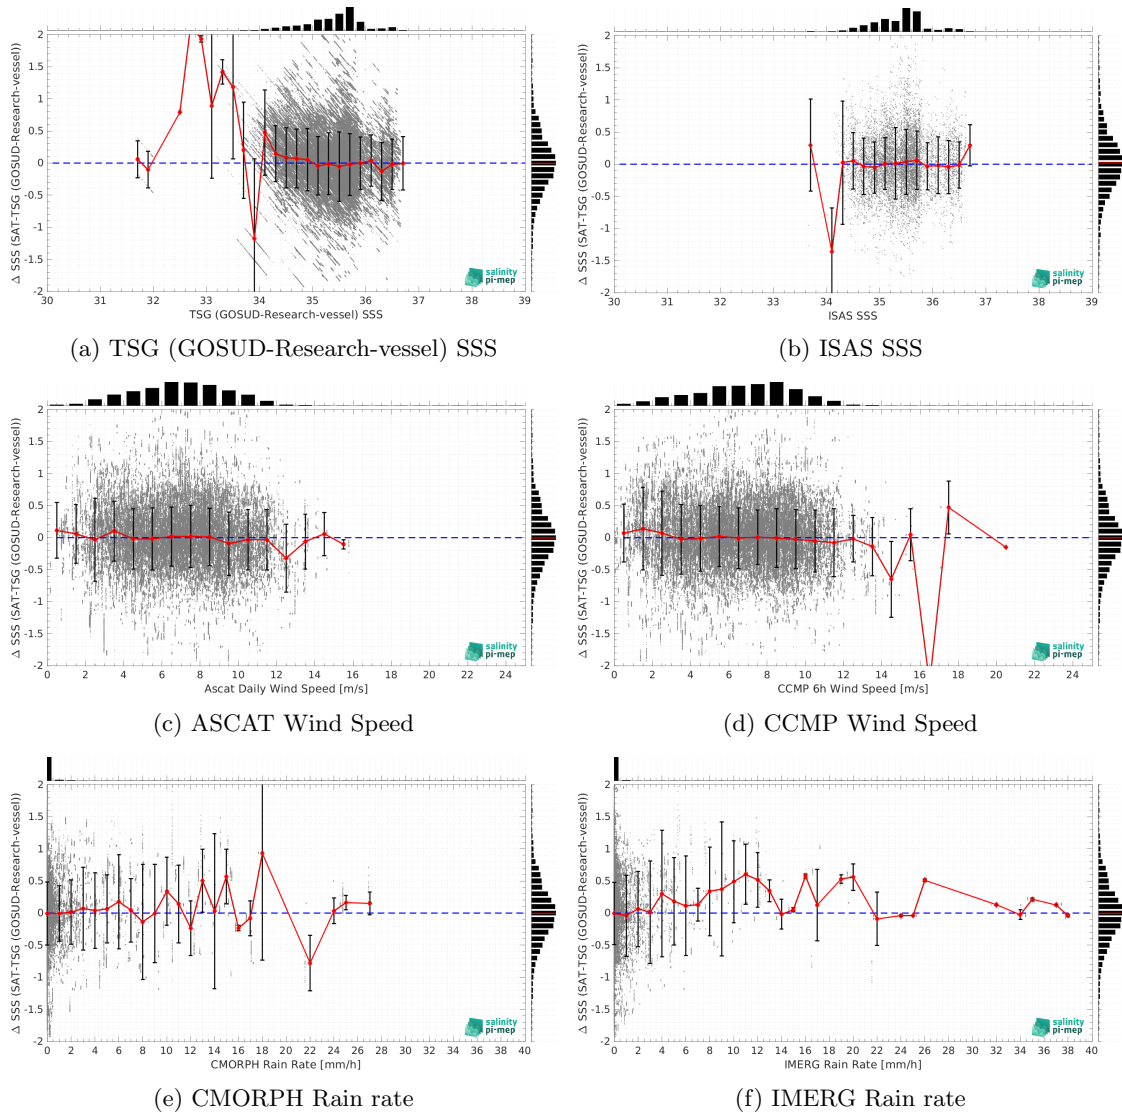 2
1.5
1
0.5
0
-0.5
-1
-1.5
-2
Δ SSS (SAT-TSG (GOSUD-Research-vessel))
30 31 32 33 34 35 36 37 38 39
TSG (GOSUD-Research-vessel) SSS
salinity
pi-mep
(a) TSG (GOSUD-Research-vessel) SSS
2
1.5
1
0.5
0
-0.5
-1
-1.5
-2
Δ SSS (SAT-TSG (GOSUD-Research-vessel))
30 31 32 33 34 35 36 37 38 39
ISAS SSS
salinity
pi-mep
(b) ISAS SSS
2
1.5
1
0.5
0
-0.5
-1
-1.5
-2
Δ SSS (SAT-TSG (GOSUD-Research-vessel))
0 2 4 6 8 10 12 14 16 18 20 22 24
Ascat Daily Wind Speed [m/s]
salinity
pi-mep
(c) ASCAT Wind Speed
2
1.5
1
0.5
0
-0.5
-1
-1.5
-2
Δ SSS (SAT-TSG (GOSUD-Research-vessel))
0 2 4 6 8 10 12 14 16 18 20 22 24
CCMP 6h Wind Speed [m/s]
salinity
pi-mep
(d) CCMP Wind Speed
2
1.5
1
0.5
0
-0.5
-1
-1.5
-2
Δ SSS (SAT-TSG (GOSUD-Research-vessel))
0 2 4 6 8 10 12 14 16 18 20 22 24 26 28 30 32 34 36 38 40
CMORPH Rain Rate [mm/h]
salinity
pi-mep
(e) CMORPH Rain rate
2
1.5
1
0.5
0
-0.5
-1
-1.5
-2
Δ SSS (SAT-TSG (GOSUD-Research-vessel))
0 2 4 6 8 10 12 14 16 18 20 22 24 26 28 30 32 34 36 38 40
IMERG Rain Rate [mm/h]
salinity
pi-mep
(f) IMERG Rain rate